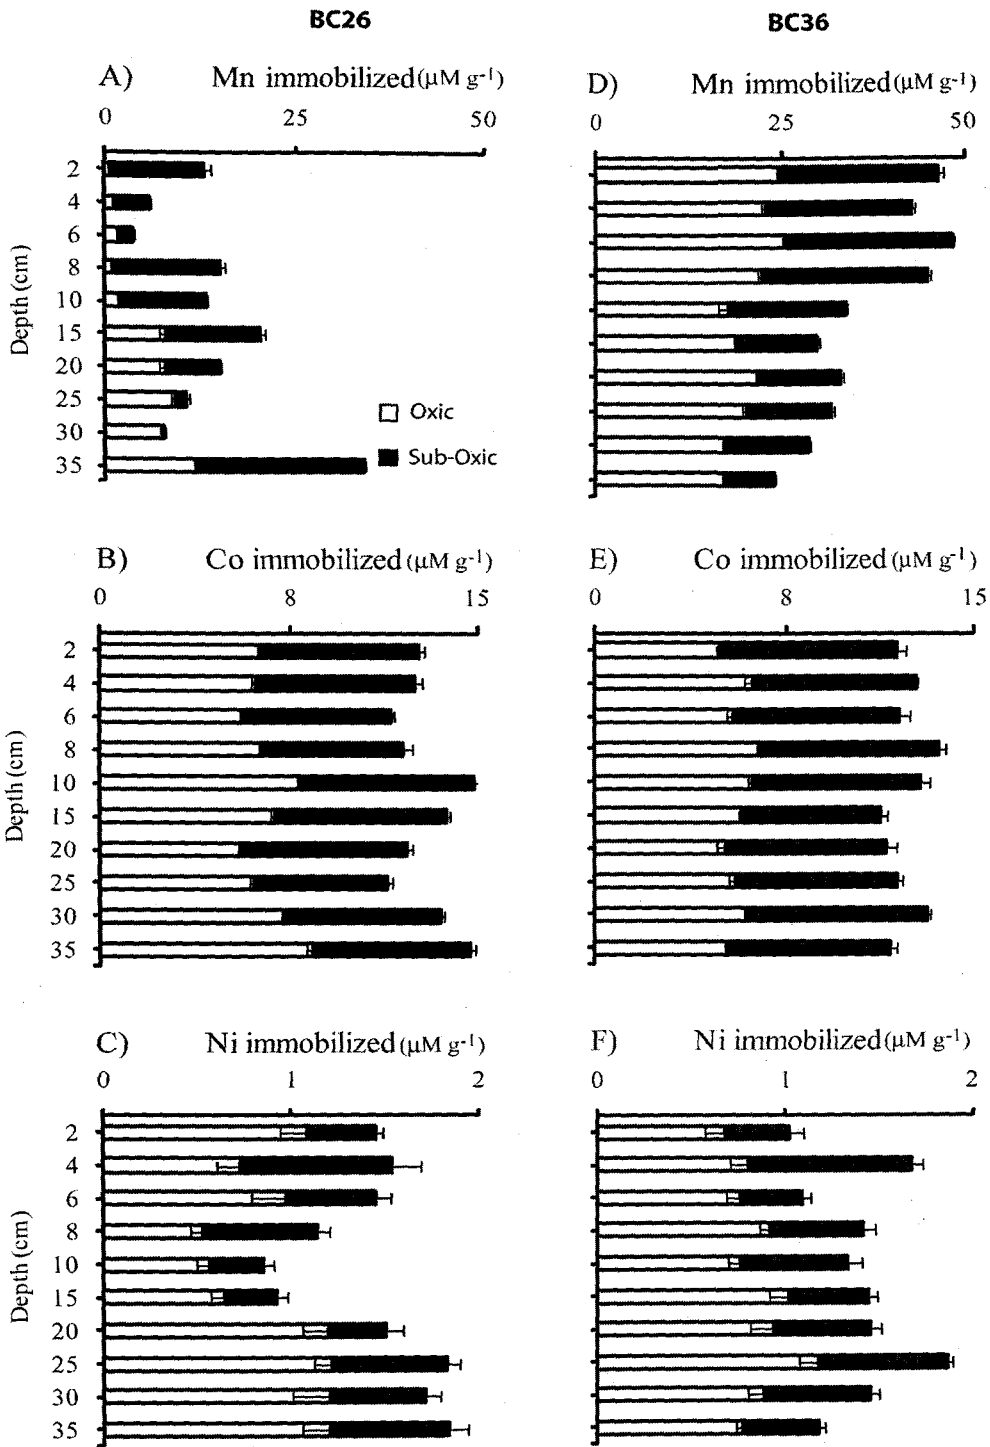 BC26
BC36
A) Mn immobilized (μM g⁻¹)
0 25 50
D) Mn immobilized (μM g⁻¹)
0 25 50
Depth (cm)
2
4
6
8
10
15
20
25
30
35
Oxic
Sub-Oxic
B) Co immobilized (μM g⁻¹)
0 8 15
E) Co immobilized (μM g⁻¹)
0 8 15
Depth (cm)
2
4
6
8
10
15
20
25
30
35
C) Ni immobilized (μM g⁻¹)
0 1 2
F) Ni immobilized (μM g⁻¹)
0 1 2
Depth (cm)
2
4
6
8
10
15
20
25
30
35